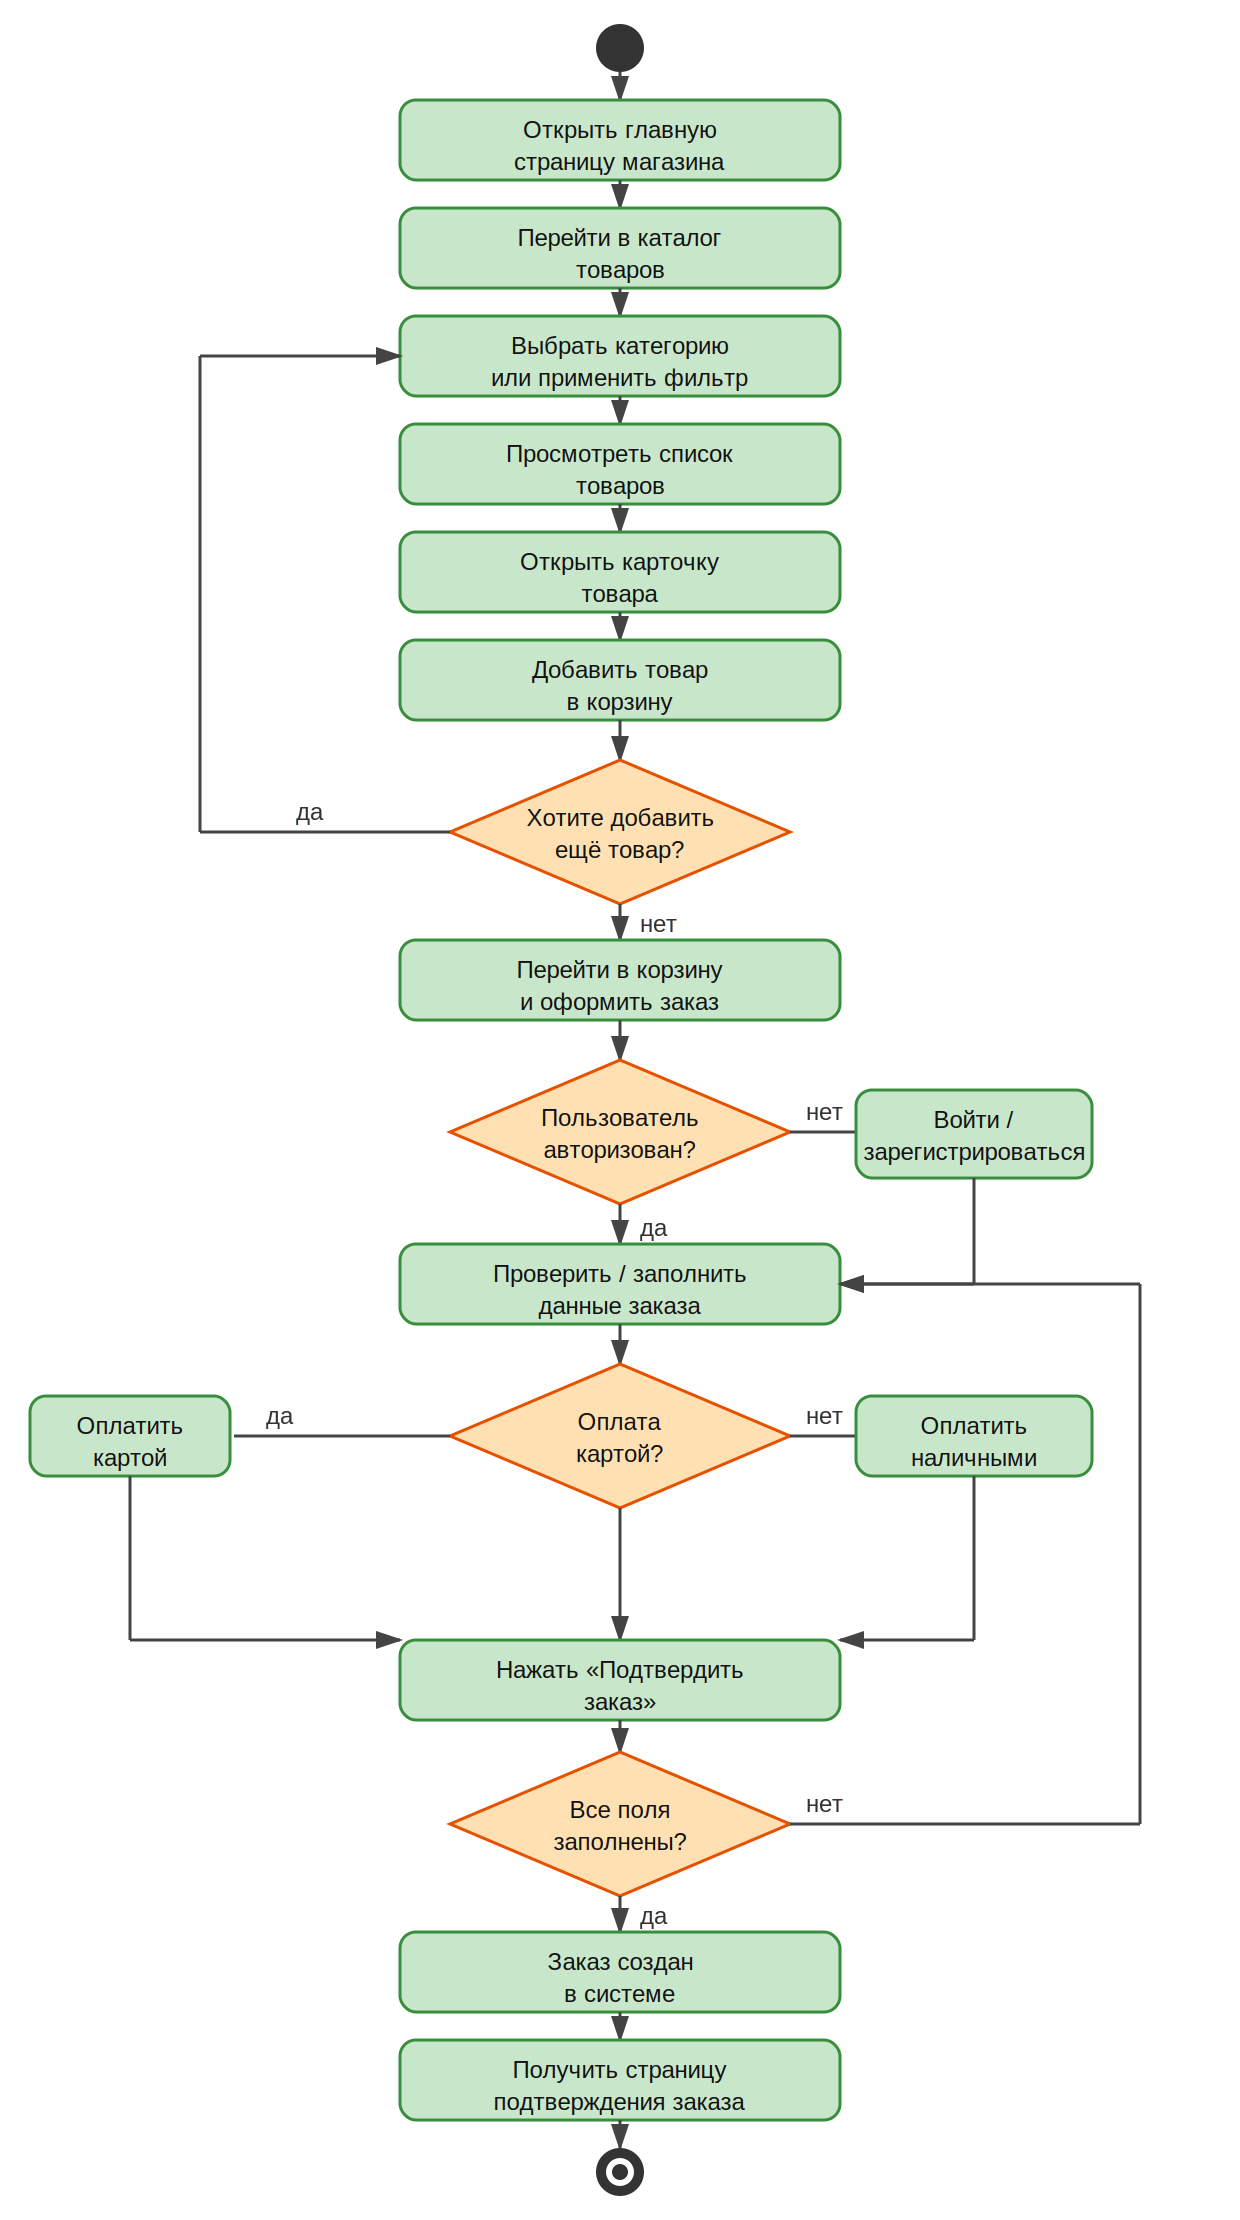 Открыть главную
страницу магазина
Перейти в каталог
товаров
Выбрать категорию
или применить фильтр
Просмотреть список
товаров
Открыть карточку
товара
Добавить товар
в корзину
Хотите добавить
ещё товар?
да
нет
Перейти в корзину
и оформить заказ
Пользователь
авторизован?
нет
Войти /
зарегистрироваться
да
Проверить / заполнить
данные заказа
Оплата
картой?
да
Оплатить
картой
нет
Оплатить
наличными
Нажать «Подтвердить
заказ»
Все поля
заполнены?
нет
да
Заказ создан
в системе
Получить страницу
подтверждения заказа